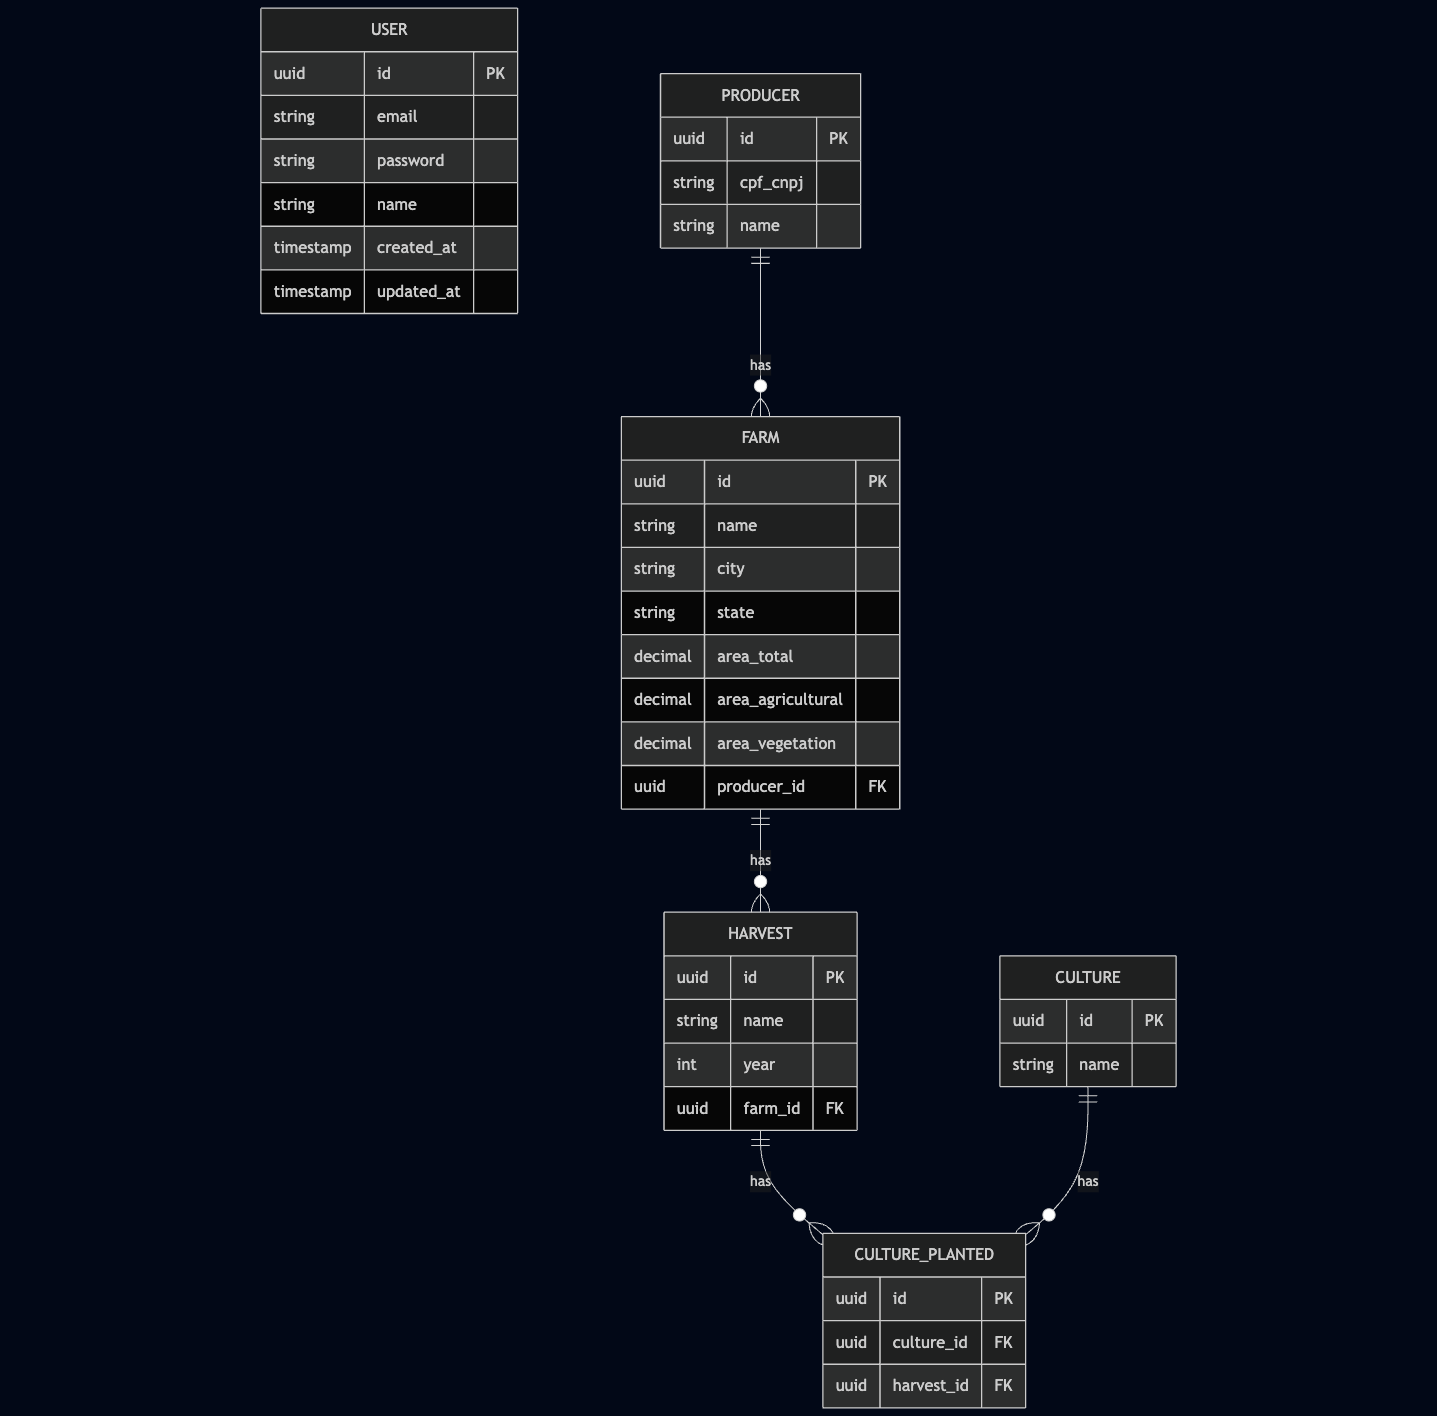 USER
uuid id PK
string email
string password
string name
timestamp created_at
timestamp updated_at
PRODUCER
uuid id PK
string cpf_cnpj
string name
has
FARM
uuid id PK
string name
string city
string state
decimal area_total
decimal area_agricultural
decimal area_vegetation
uuid producer_id FK
has
HARVEST
uuid id PK
string name
int year
uuid farm_id FK
CULTURE
uuid id PK
string name
has
has
CULTURE_PLANTED
uuid id PK
uuid culture_id FK
uuid harvest_id FK